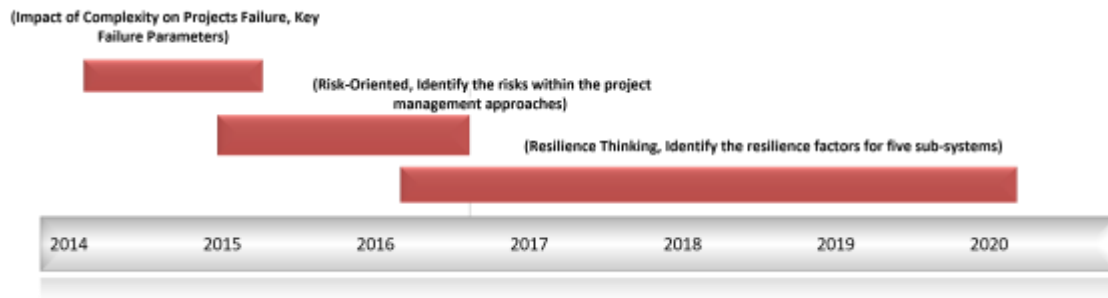 (Impact of Complexity on Projects Failure, Key
Failure Parameters)
(Risk-Oriented, Identify the risks within the project
management approaches)
(Resilience Thinking, Identify the resilience factors for five sub-systems)
2014 2015 2016 2017 2018 2019 2020